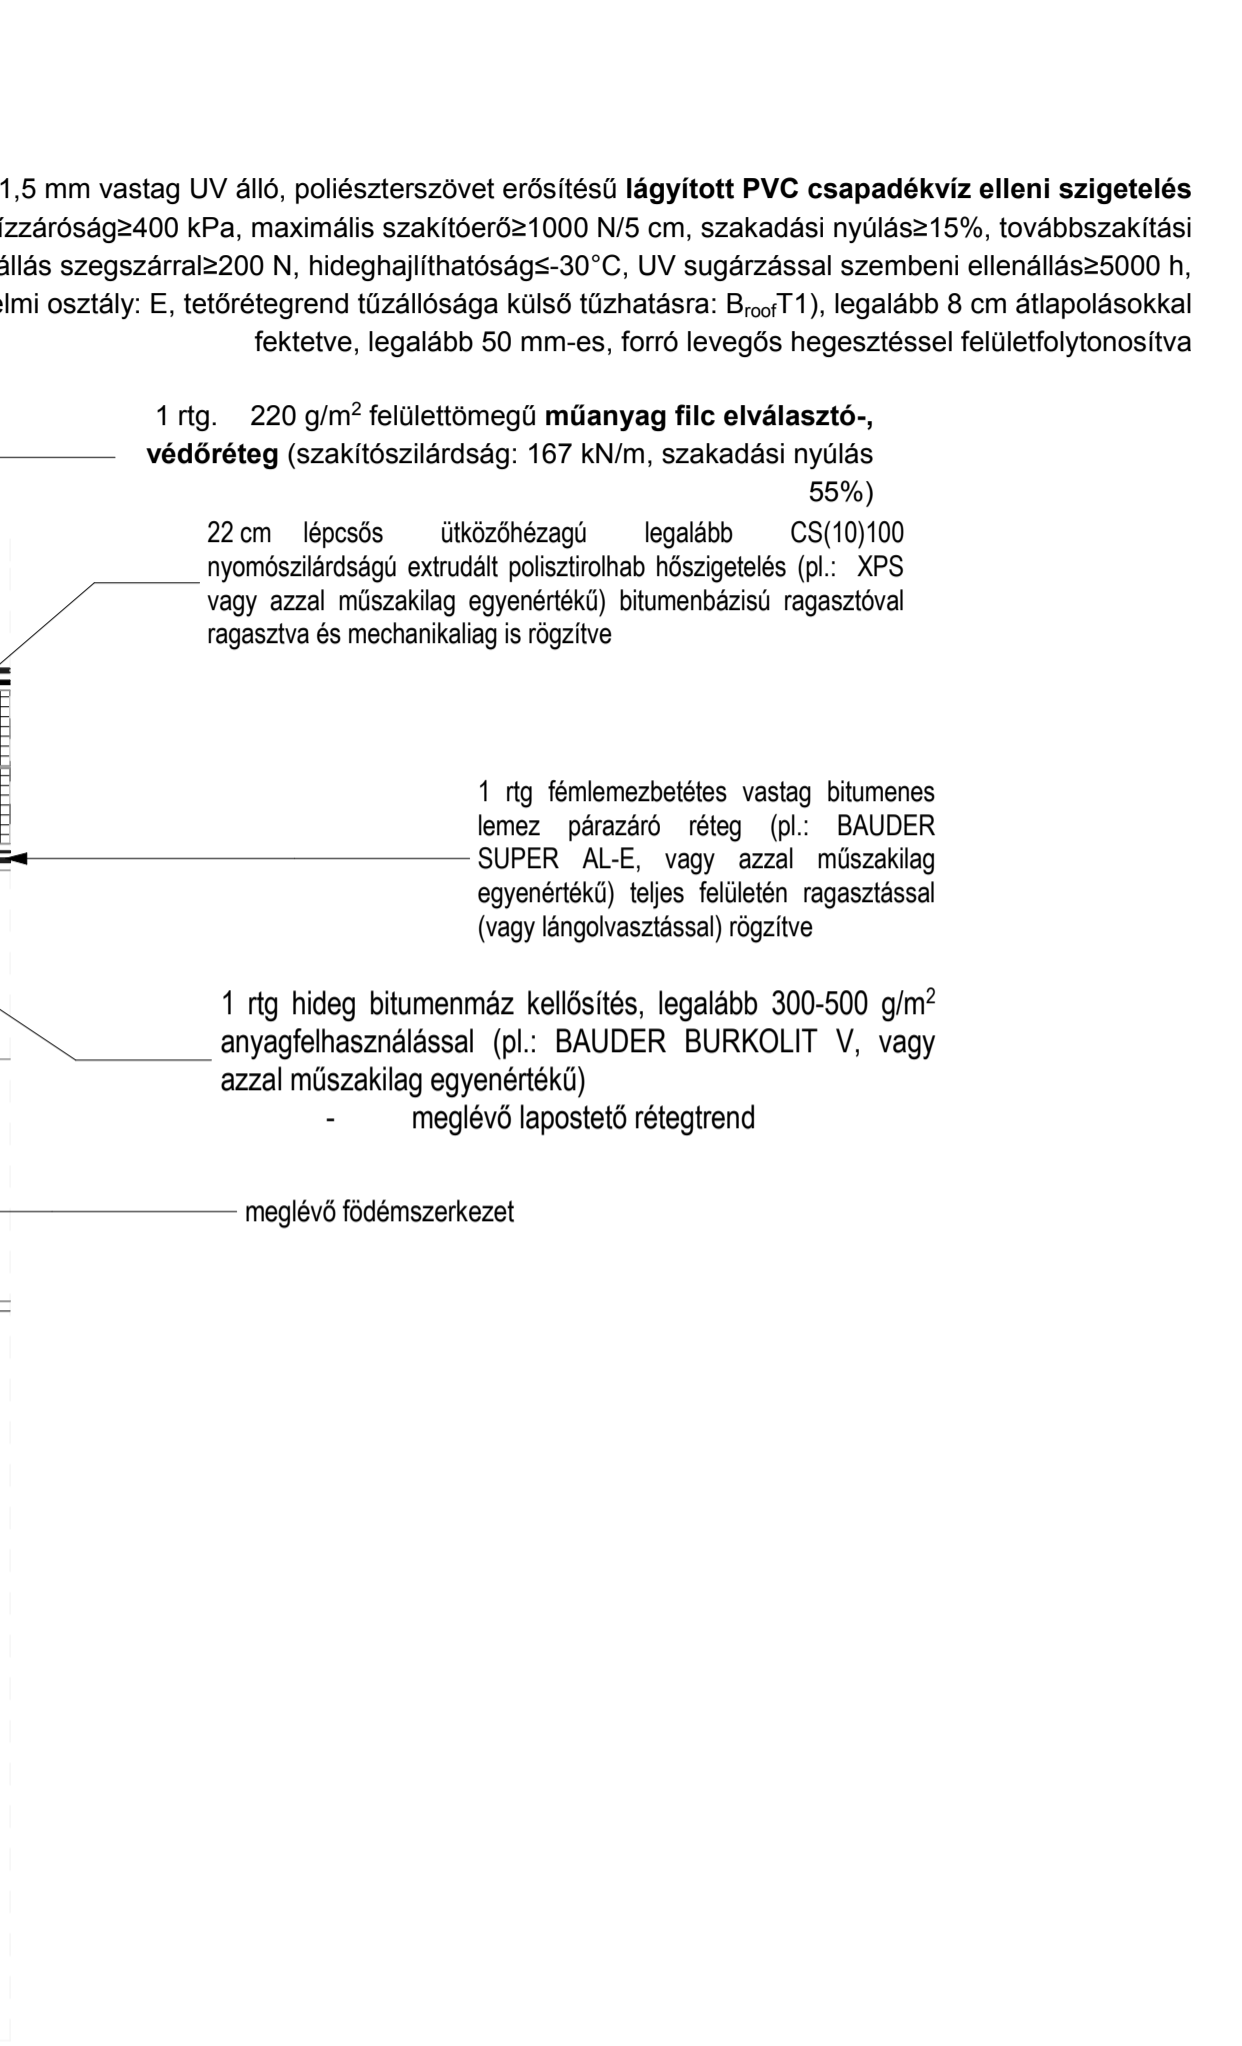 1,5 mm vastag UV álló, poliészterszövet erősítésű lágyított PVC csapadékvíz elleni szigetelés
ízzáróság≥400 kPa, maximális szakítóerő≥1000 N/5 cm, szakadási nyúlás≥15%, továbbszakítási
állás szegszárral≥200 N, hideghajlíthatóság≤-30°C, UV sugárzással szembeni ellenállás≥5000 h,
elmi osztály: E, tetőrétegrend tűzállósága külső tűzhatásra: BroofT1), legalább 8 cm átlapolásokkal
fektetve, legalább 50 mm-es, forró levegős hegesztéssel felületfolytonosítva
1 rtg. 220 g/m² felülettömegű műanyag filc elválasztó-,
védőréteg (szakítószilárdság: 167 kN/m, szakadási nyúlás
55%)
22 cm lépcsős ütközőhézagú legalább CS(10)100
nyomószilárdságú extrudált polisztirolhab hőszigetelés (pl.: XPS
vagy azzal műszakilag egyenértékű) bitumenbázisú ragasztóval
ragasztva és mechanikaliag is rögzítve
1 rtg fémlemezbetétes vastag bitumenes
lemez párazáró réteg (pl.: BAUDER
SUPER AL-E, vagy azzal műszakilag
egyenértékű) teljes felületén ragasztással
(vagy lángolvasztással) rögzítve
1 rtg hideg bitumenmáz kellősítés, legalább 300-500 g/m²
anyagfelhasználással (pl.: BAUDER BURKOLIT V, vagy
azzal műszakilag egyenértékű)
- meglévő lapostető rétegtrend
meglévő födémszerkezet